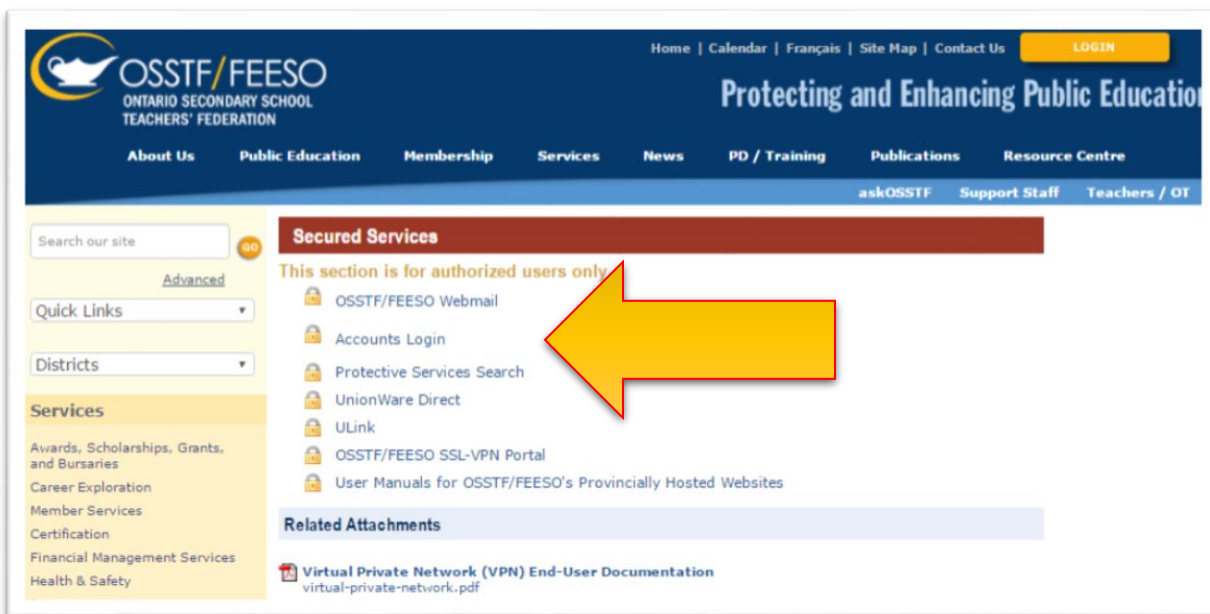 Home | Calendar | Français | Site Map | Contact Us
LOGIN
OSSTF/FEESO
ONTARIO SECONDARY SCHOOL
TEACHERS' FEDERATION
Protecting and Enhancing Public Education
About Us Public Education Membership Services News PD / Training Publications Resource Centre
askOSSTF Support Staff Teachers / OT
Search our site
GO
Advanced
Quick Links
Districts
Services
Awards, Scholarships, Grants,
and Bursaries
Career Exploration
Member Services
Certification
Financial Management Services
Health & Safety
Secured Services
This section is for authorized users only
OSSTF/FEESO Webmail
Accounts Login
Protective Services Search
UnionWare Direct
ULink
OSSTF/FEESO SSL-VPN Portal
User Manuals for OSSTF/FEESO's Provincially Hosted Websites
Related Attachments
Virtual Private Network (VPN) End-User Documentation
virtual-private-network.pdf